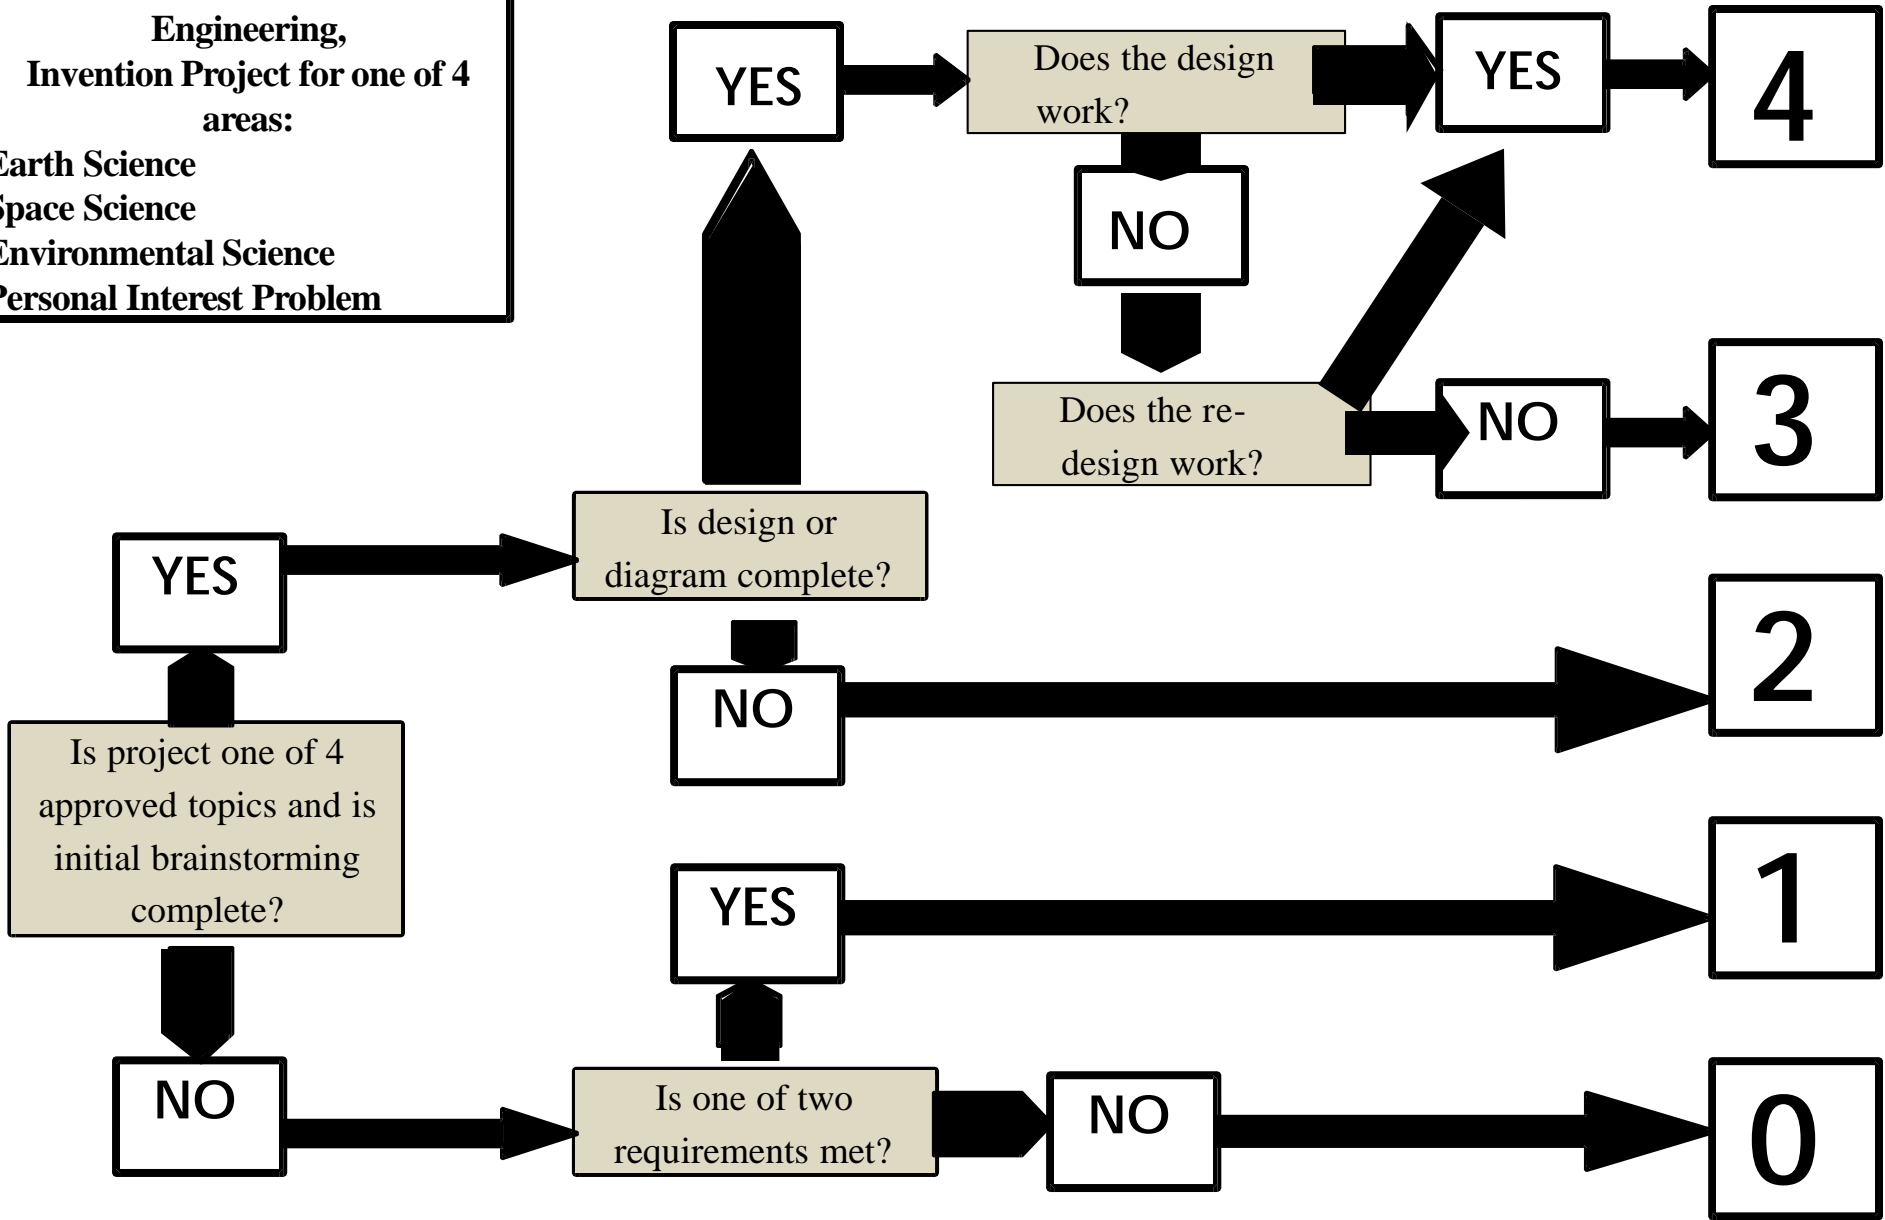 Engineering,
Invention Project for one of 4
areas:
Earth Science
Space Science
Environmental Science
Personal Interest Problem
YES
Does the design
work?
YES
4
NO
Does the re-
design work?
NO
3
Is design or
diagram complete?
YES
2
NO
Is project one of 4
approved topics and is
initial brainstorming
complete?
YES
1
NO
Is one of two
requirements met?
NO
0